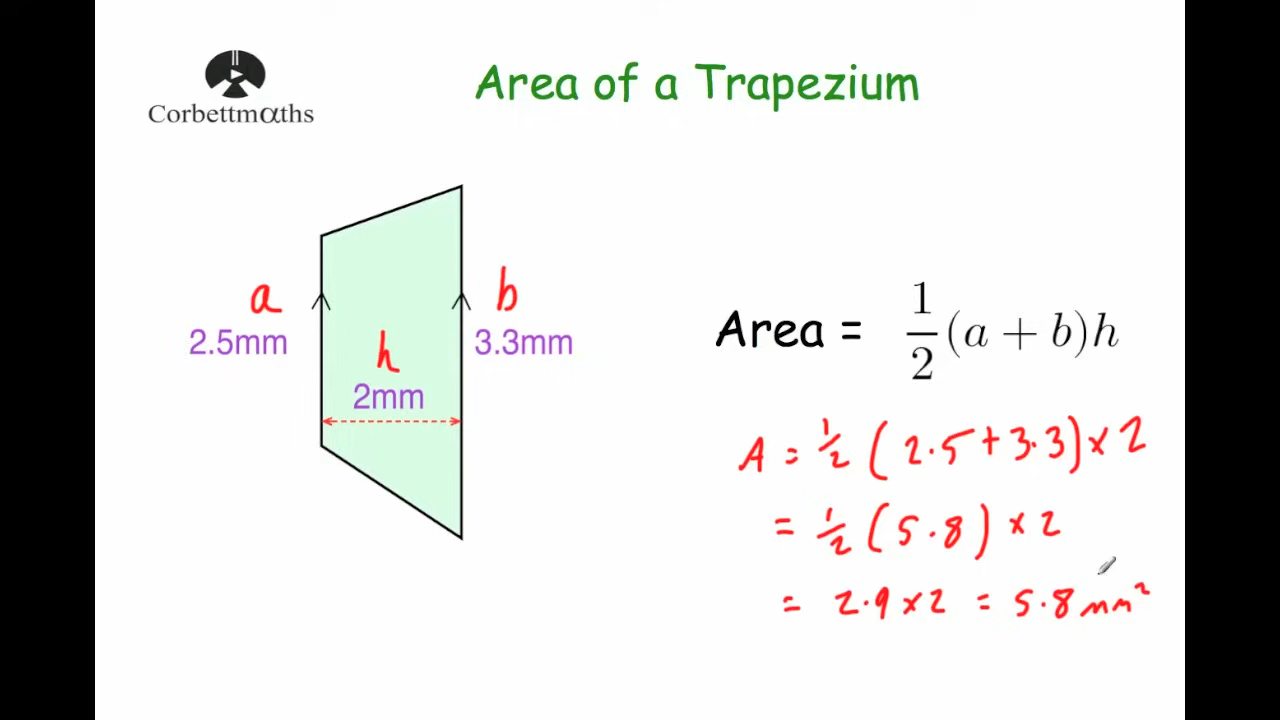 Corbettmαths
Area of a Trapezium
a
2.5mm
h
2mm
b
3.3mm
Area = 1/2 (a + b)h
A = 1/2 (2.5 + 3.3) × 2
= 1/2 (5.8) × 2
= 2.9 × 2 = 5.8 mm²